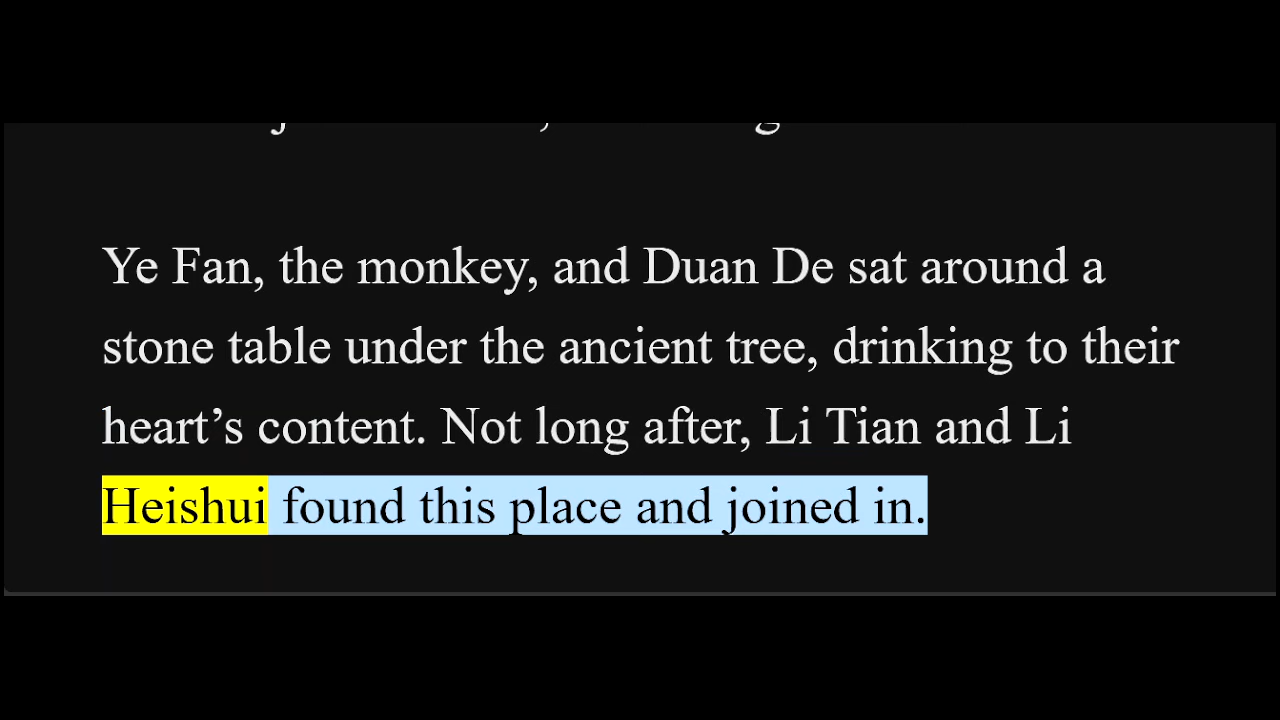 Ye Fan, the monkey, and Duan De sat around a
stone table under the ancient tree, drinking to their
heart’s content. Not long after, Li Tian and Li
Heishui found this place and joined in.